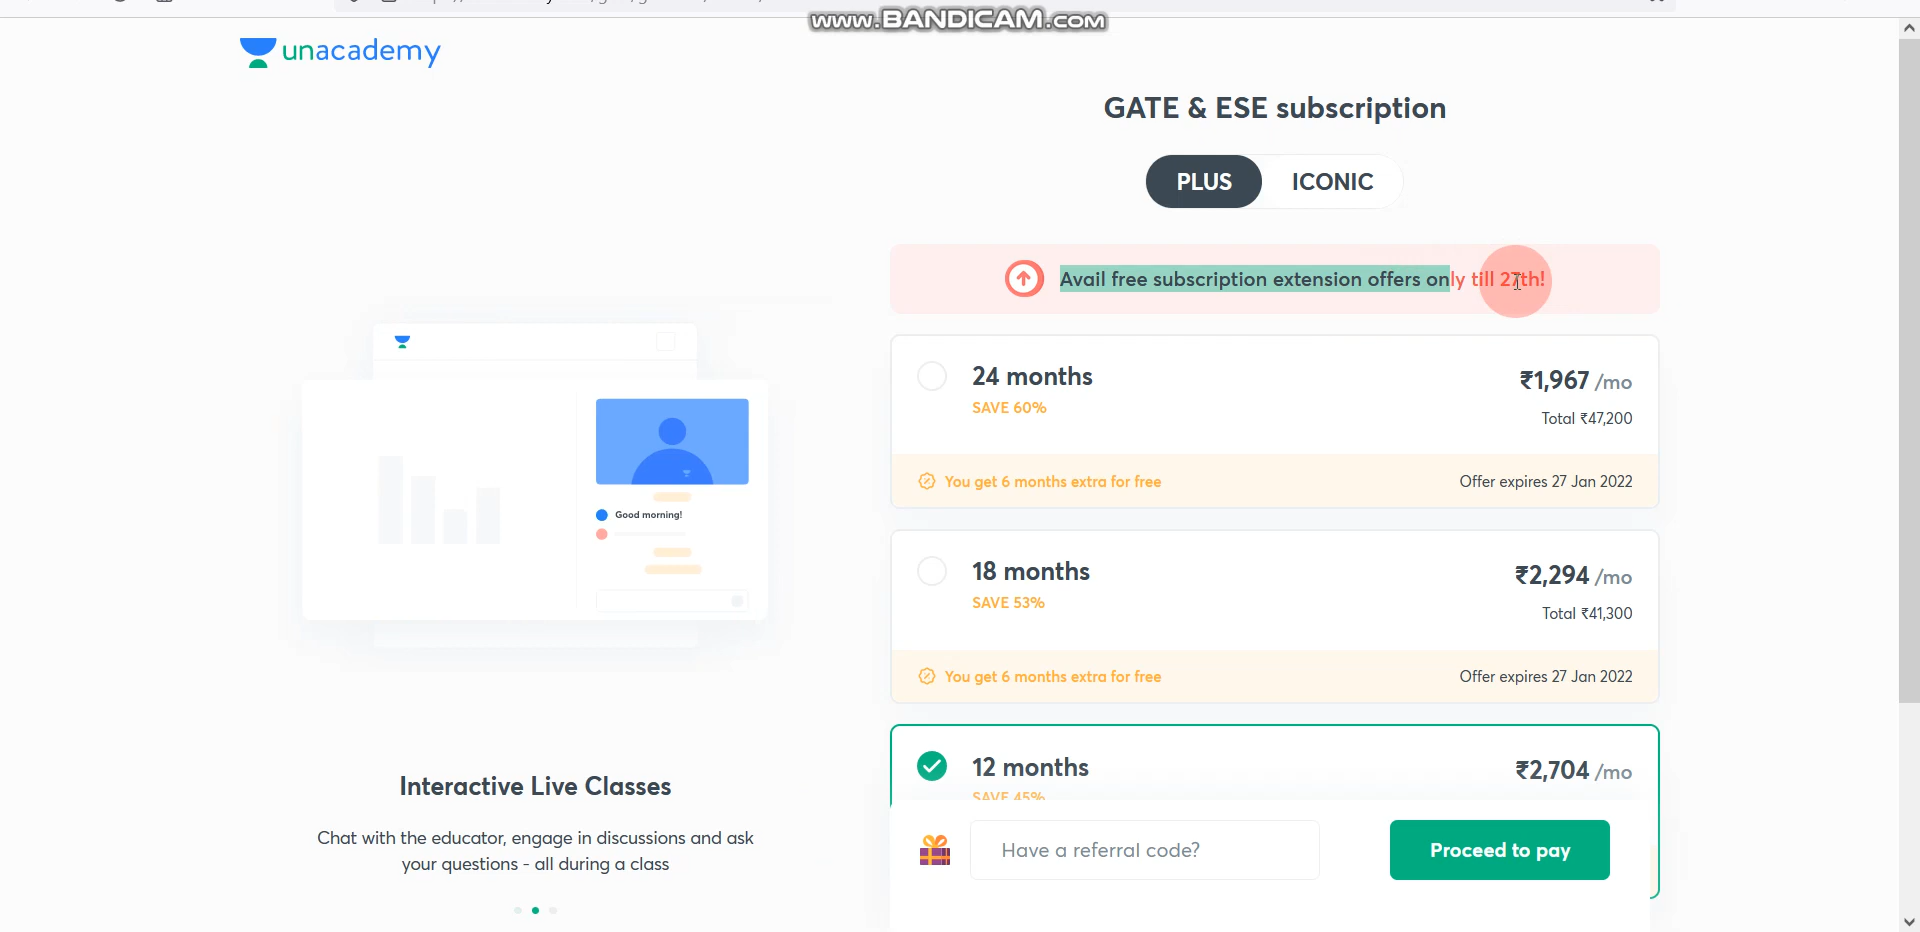 www.BANDICAM.com
unacademy
GATE & ESE subscription
PLUS ICONIC
Avail free subscription extension offers only till 27th!
24 months
₹1,967 /mo
SAVE 60%
Total ₹47,200
You get 6 months extra for free
Offer expires 27 Jan 2022
18 months
₹2,294 /mo
SAVE 53%
Total ₹41,300
You get 6 months extra for free
Offer expires 27 Jan 2022
12 months
₹2,704 /mo
SAVE 45%
Have a referral code?
Proceed to pay
Good morning!
Interactive Live Classes
Chat with the educator, engage in discussions and ask
your questions - all during a class